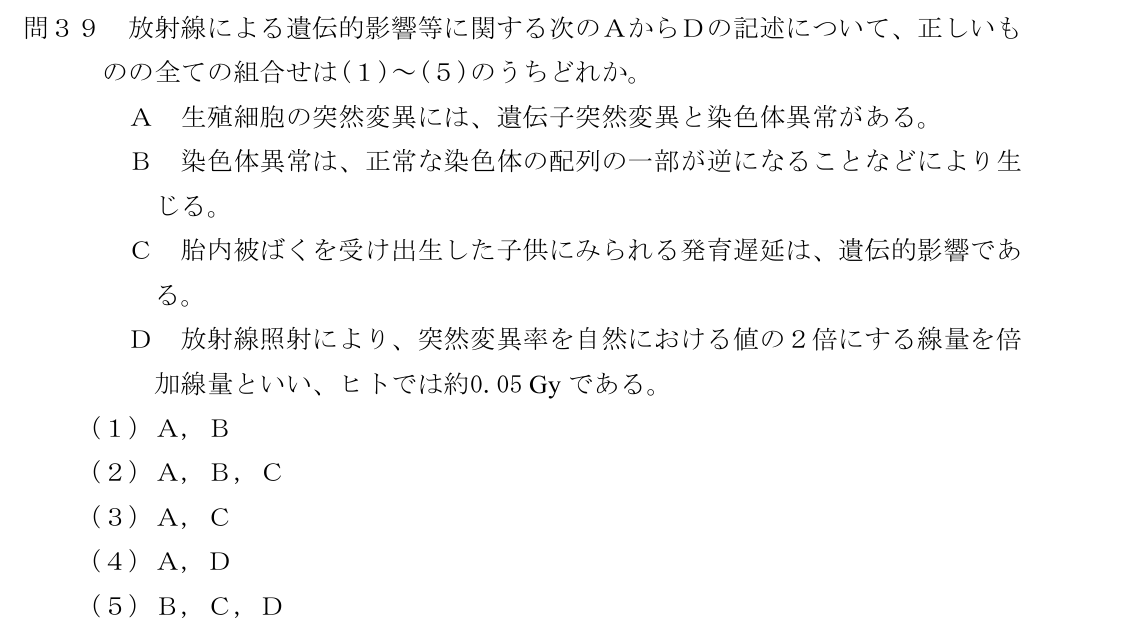 問３９　放射線による遺伝的影響等に関する次のＡからＤの記述について、正しいも
のの全ての組合せは(１)～(５)のうちどれか。
Ａ　生殖細胞の突然変異には、遺伝子突然変異と染色体異常がある。
Ｂ　染色体異常は、正常な染色体の配列の一部が逆になることなどにより生
じる。
Ｃ　胎内被ばくを受け出生した子供にみられる発育遅延は、遺伝的影響であ
る。
Ｄ　放射線照射により、突然変異率を自然における値の２倍にする線量を倍
加線量といい、ヒトでは約0.05 Gy である。
(１) Ａ，Ｂ
(２) Ａ，Ｂ，Ｃ
(３) Ａ，Ｃ
(４) Ａ，Ｄ
(５) Ｂ，Ｃ，Ｄ